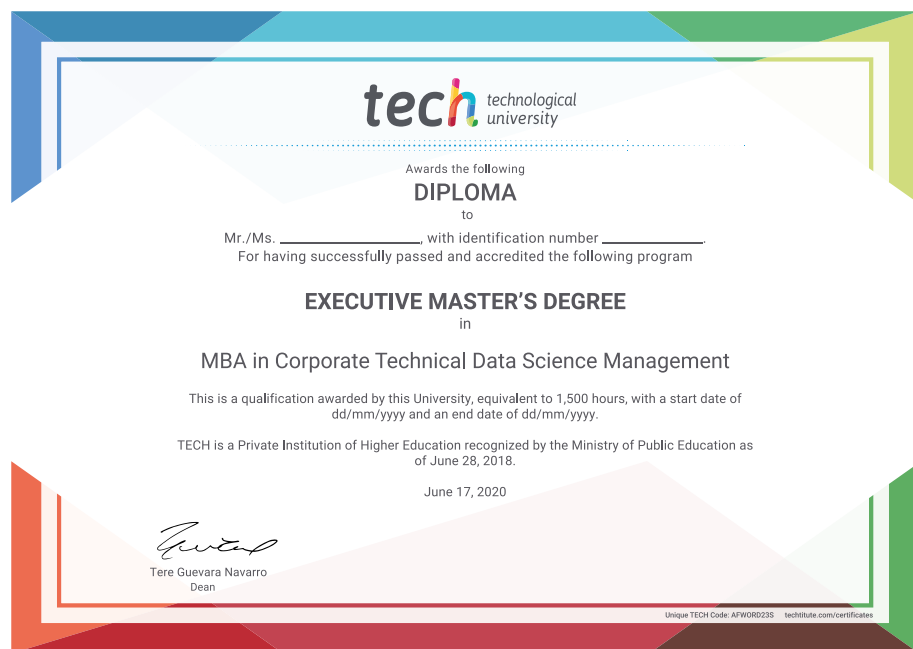 tech technological
university
Awards the following
DIPLOMA
to
Mr./Ms. ____________________, with identification number ______________.
For having successfully passed and accredited the following program
EXECUTIVE MASTER'S DEGREE
in
MBA in Corporate Technical Data Science Management
This is a qualification awarded by this University, equivalent to 1,500 hours, with a start date of
dd/mm/yyyy and an end date of dd/mm/yyyy.
TECH is a Private Institution of Higher Education recognized by the Ministry of Public Education as
of June 28, 2018.
June 17, 2020
Tere Guevara Navarro
Dean
Unique TECH Code: AFWORD23S techtitute.com/certificates